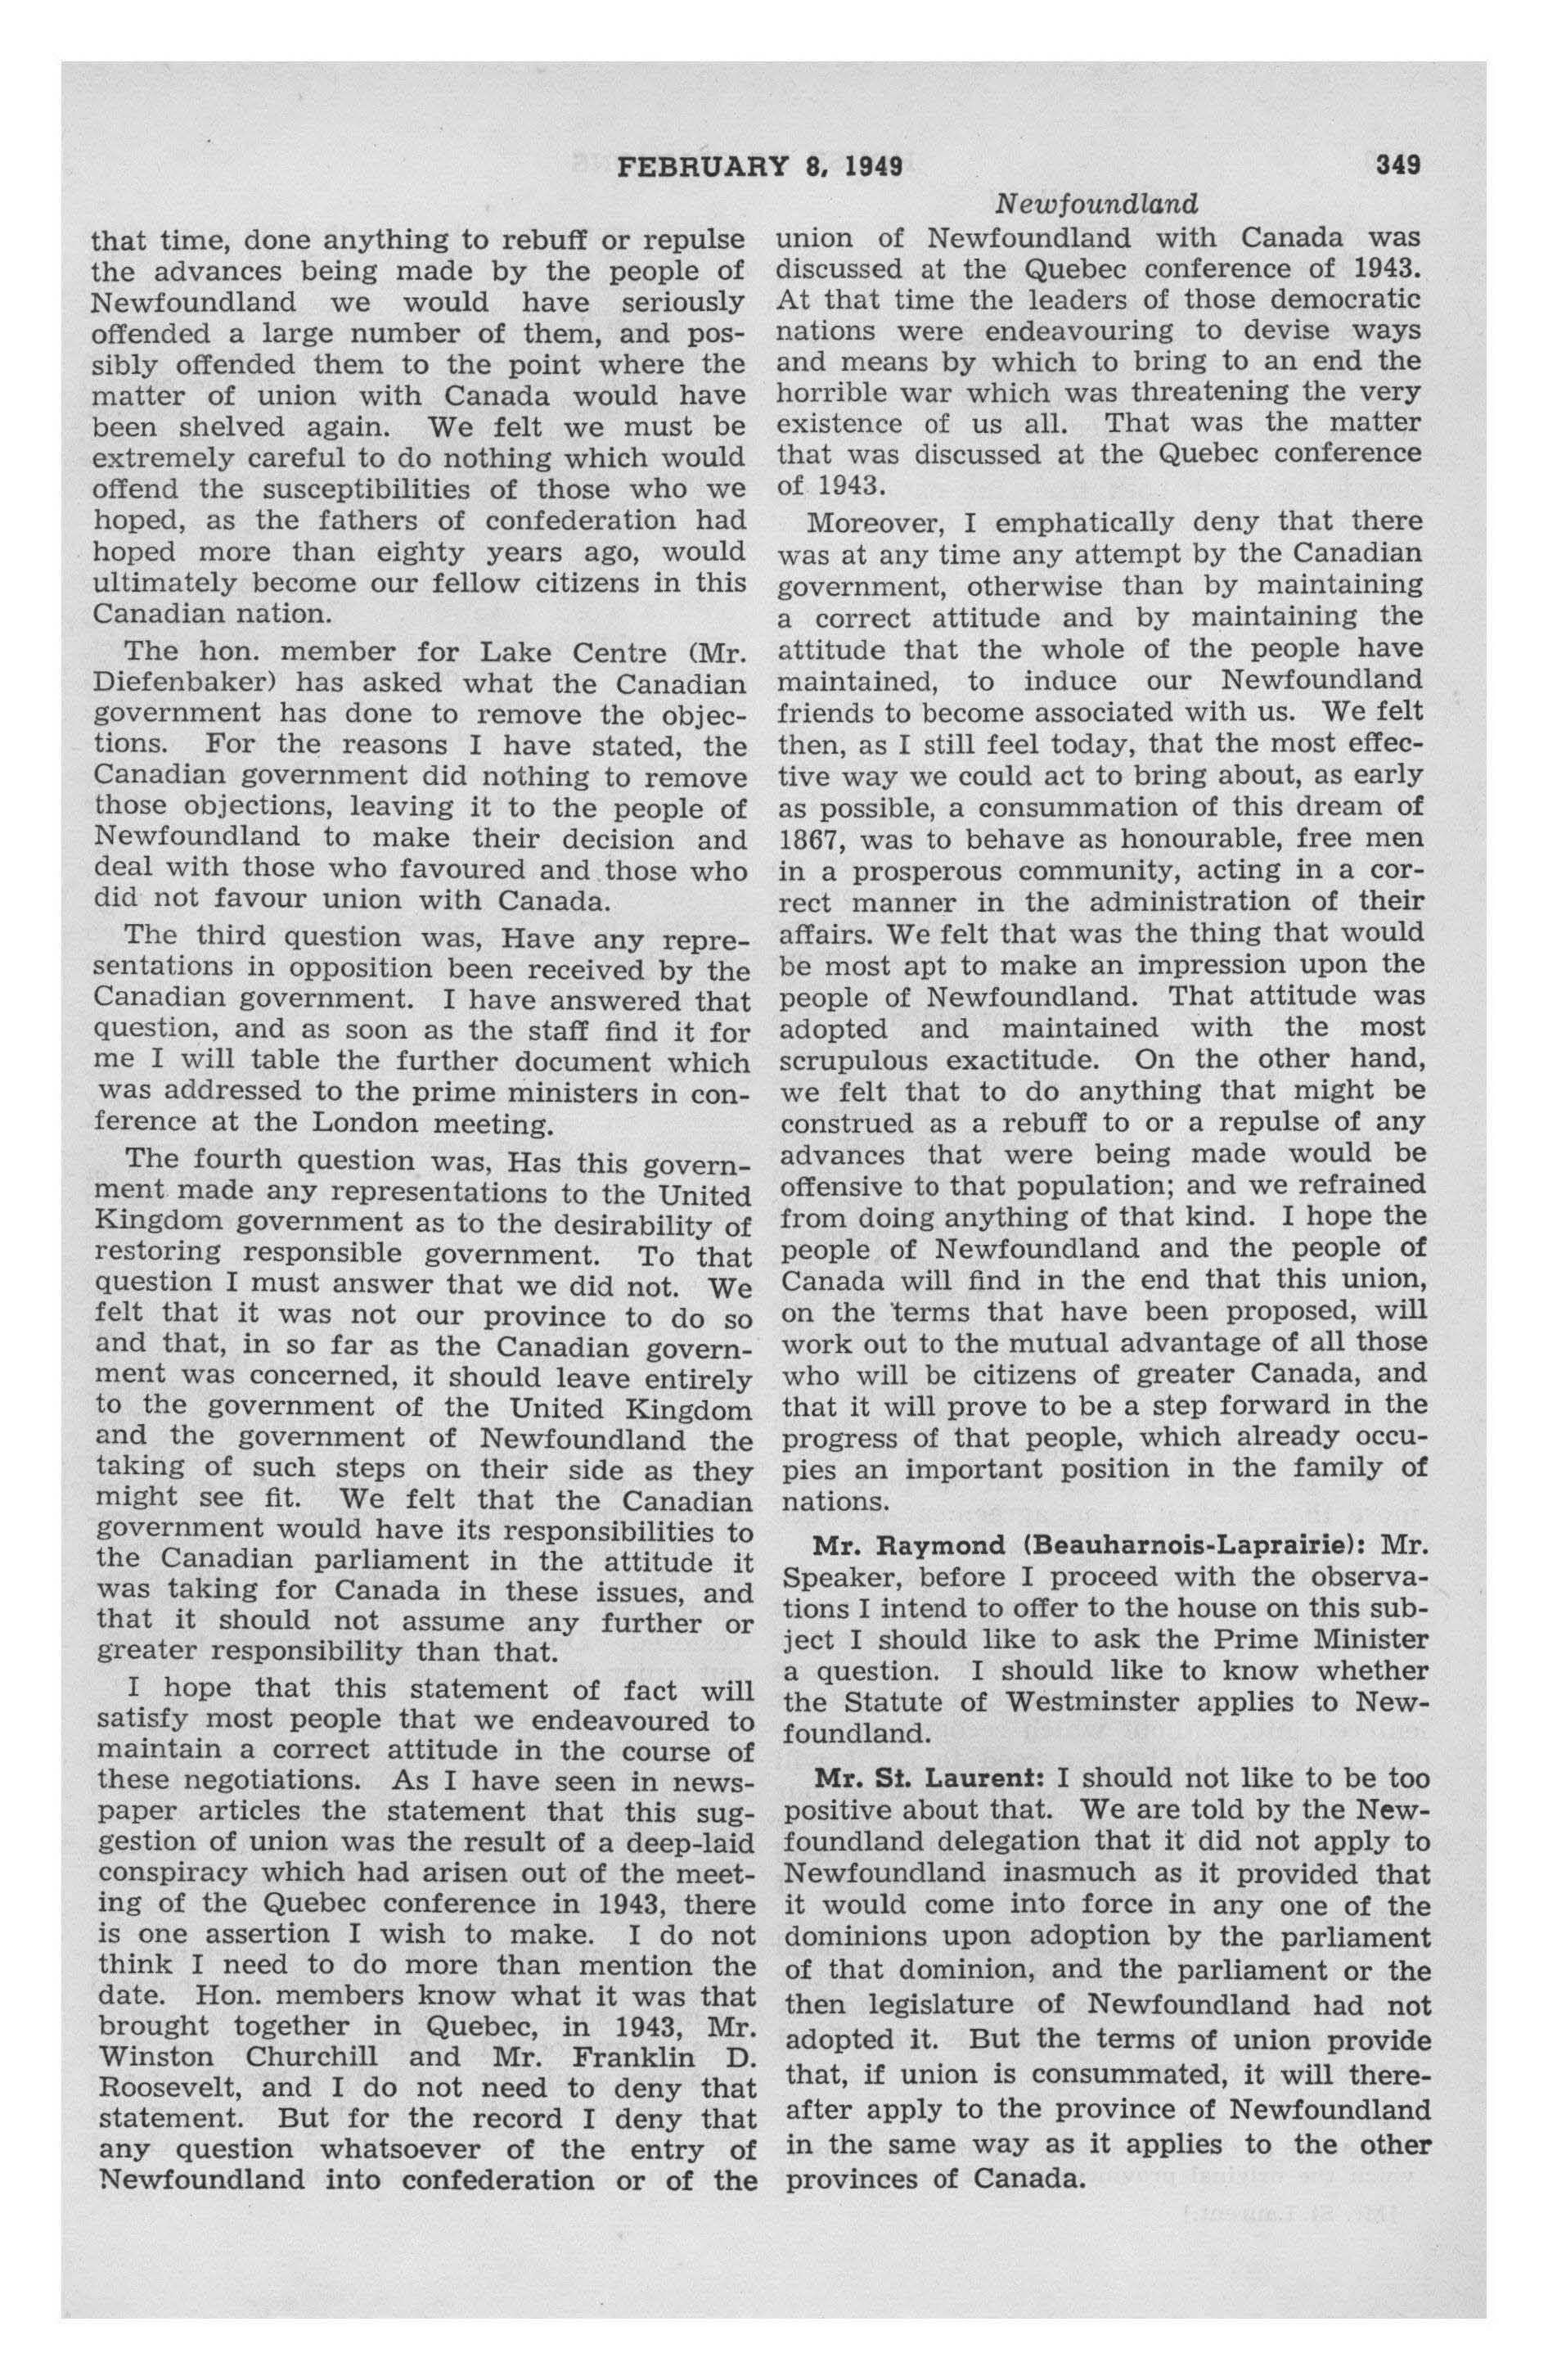 FEBRUARY 8, 1949
349
Newfoundland
that time, done anything to rebuff or repulse
the advances being made by the people of
Newfoundland we would have seriously
offended a large number of them, and pos-
sibly offended them to the point where the
matter of union with Canada would have
been shelved again. We felt we must be
extremely careful to do nothing which would
offend the susceptibilities of those who we
hoped, as the fathers of confederation had
hoped more than eighty years ago, would
ultimately become our fellow citizens in this
Canadian nation.
The hon. member for Lake Centre (Mr.
Diefenbaker) has asked what the Canadian
government has done to remove the objec-
tions. For the reasons I have stated, the
Canadian government did nothing to remove
those objections, leaving it to the people of
Newfoundland to make their decision and
deal with those who favoured and those who
did not favour union with Canada.
The third question was, Have any repre-
sentations in opposition been received by the
Canadian government. I have answered that
question, and as soon as the staff find it for
me I will table the further document which
was addressed to the prime ministers in con-
ference at the London meeting.
The fourth question was, Has this govern-
ment made any representations to the United
Kingdom government as to the desirability of
restoring responsible government. To that
question I must answer that we did not. We
felt that it was not our province to do so
and that, in so far as the Canadian govern-
ment was concerned, it should leave entirely
to the government of the United Kingdom
and the government of Newfoundland the
taking of such steps on their side as they
might see fit. We felt that the Canadian
government would have its responsibilities to
the Canadian parliament in the attitude it
was taking for Canada in these issues, and
that it should not assume any further or
greater responsibility than that.
I hope that this statement of fact will
satisfy most people that we endeavoured to
maintain a correct attitude in the course of
these negotiations. As I have seen in news-
paper articles the statement that this sug-
gestion of union was the result of a deep-laid
conspiracy which had arisen out of the meet-
ing of the Quebec conference in 1943, there
is one assertion I wish to make. I do not
think I need to do more than mention the
date. Hon. members know what it was that
brought together in Quebec, in 1943, Mr.
Winston Churchill and Mr. Franklin D.
Roosevelt, and I do not need to deny that
statement. But for the record I deny that
any question whatsoever of the entry of
Newfoundland into confederation or of the
union of Newfoundland with Canada was
discussed at the Quebec conference of 1943.
At that time the leaders of those democratic
nations were endeavouring to devise ways
and means by which to bring to an end the
horrible war which was threatening the very
existence of us all. That was the matter
that was discussed at the Quebec conference
of 1943.
Moreover, I emphatically deny that there
was at any time any attempt by the Canadian
government, otherwise than by maintaining
a correct attitude and by maintaining the
attitude that the whole of the people have
maintained, to induce our Newfoundland
friends to become associated with us. We felt
then, as I still feel today, that the most effec-
tive way we could act to bring about, as early
as possible, a consummation of this dream of
1867, was to behave as honourable, free men
in a prosperous community, acting in a cor-
rect manner in the administration of their
affairs. We felt that was the thing that would
be most apt to make an impression upon the
people of Newfoundland. That attitude was
adopted and maintained with the most
scrupulous exactitude. On the other hand,
we felt that to do anything that might be
construed as a rebuff to or a repulse of any
advances that were being made would be
offensive to that population; and we refrained
from doing anything of that kind. I hope the
people of Newfoundland and the people of
Canada will find in the end that this union,
on the terms that have been proposed, will
work out to the mutual advantage of all those
who will be citizens of greater Canada, and
that it will prove to be a step forward in the
progress of that people, which already occu-
pies an important position in the family of
nations.
Mr. Raymond (Beauharnois-Laprairie): Mr.
Speaker, before I proceed with the observa-
tions I intend to offer to the house on this sub-
ject I should like to ask the Prime Minister
a question. I should like to know whether
the Statute of Westminster applies to New-
foundland.
Mr. St. Laurent: I should not like to be too
positive about that. We are told by the New-
foundland delegation that it did not apply to
Newfoundland inasmuch as it provided that
it would come into force in any one of the
dominions upon adoption by the parliament
of that dominion, and the parliament or the
then legislature of Newfoundland had not
adopted it. But the terms of union provide
that, if union is consummated, it will there-
after apply to the province of Newfoundland
in the same way as it applies to the other
provinces of Canada.